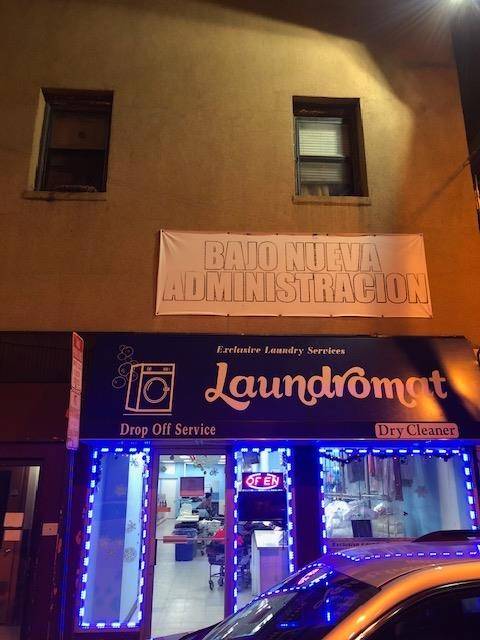 BAJO NUEVA
ADMINISTRACION
Exclusive Laundry Services
Laundromat
Drop Off Service
Dry Cleaner
OPEN